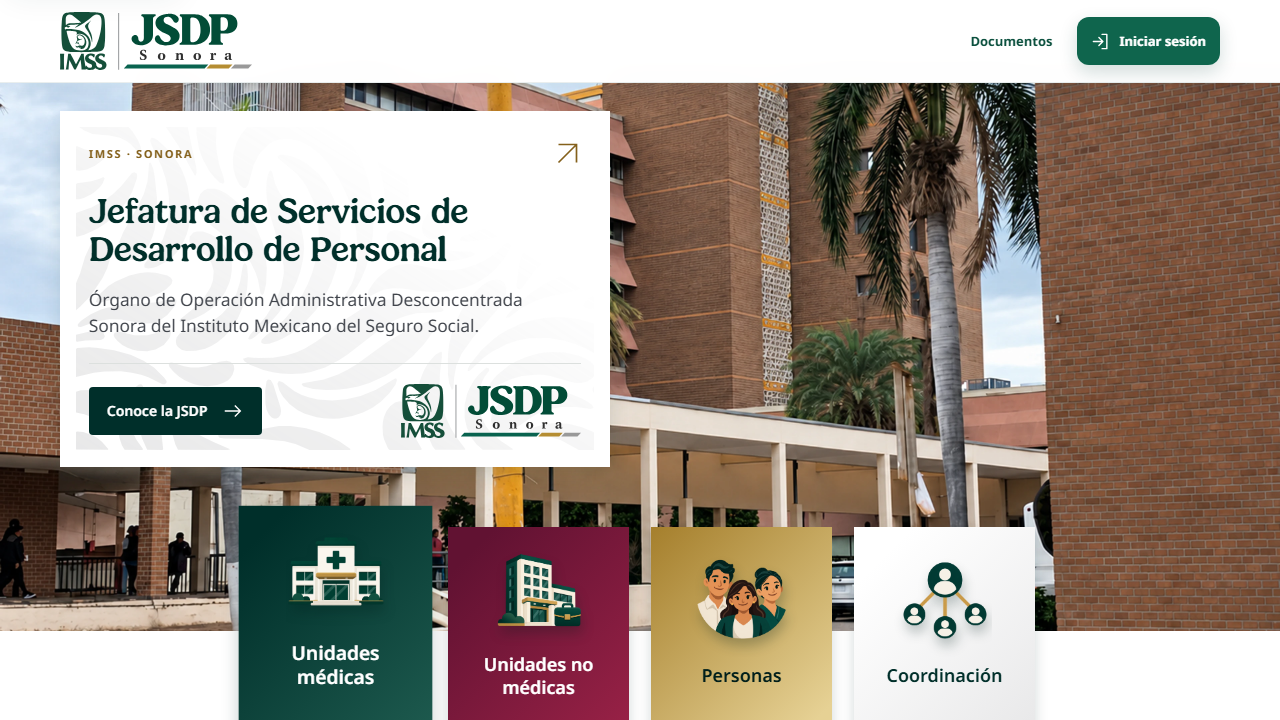 IMSS
JSDP
Sonora
Documentos
Iniciar sesión
IMSS · SONORA
Jefatura de Servicios de
Desarrollo de Personal
Órgano de Operación Administrativa Desconcentrada
Sonora del Instituto Mexicano del Seguro Social.
Conoce la JSDP
IMSS
JSDP
Sonora
Unidades
médicas
Unidades no
médicas
Personas
Coordinación